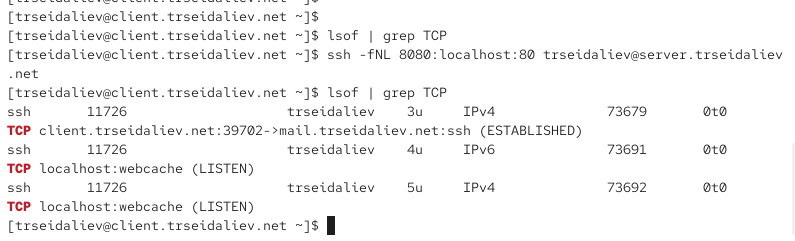 [trseidaliev@client.trseidaliev.net ~]$
[trseidaliev@client.trseidaliev.net ~]$
[trseidaliev@client.trseidaliev.net ~]$ lsof | grep TCP
[trseidaliev@client.trseidaliev.net ~]$ ssh -fNL 8080:localhost:80 trseidaliev@server.trseidaliev
.net
[trseidaliev@client.trseidaliev.net ~]$ lsof | grep TCP
ssh       11726                    trseidaliev    3u     IPv4              73679       0t0
TCP client.trseidaliev.net:39702->mail.trseidaliev.net:ssh (ESTABLISHED)
ssh       11726                    trseidaliev    4u     IPv6              73691       0t0
TCP localhost:webcache (LISTEN)
ssh       11726                    trseidaliev    5u     IPv4              73692       0t0
TCP localhost:webcache (LISTEN)
[trseidaliev@client.trseidaliev.net ~]$